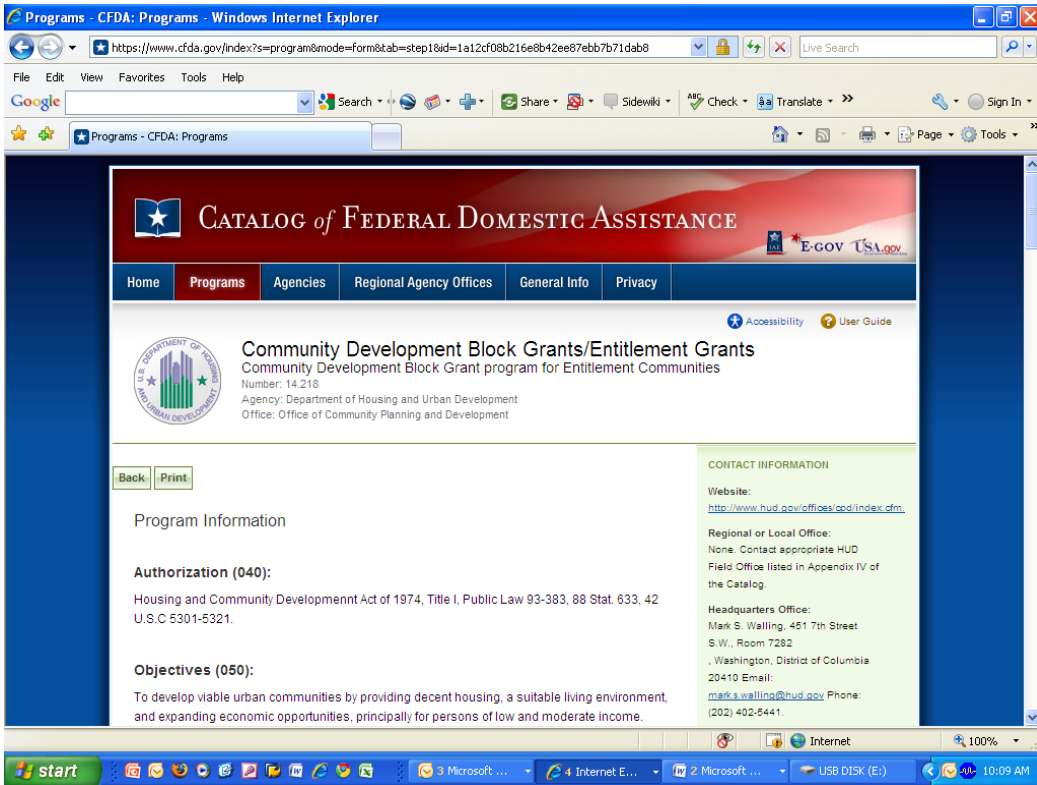 Programs - CFDA: Programs - Windows Internet Explorer
https://www.cfda.gov/index?s=program&mode=form&tab=step1&id=1a12cf08b216e8b42ee87ebb7b71dab8
Live Search
File Edit View Favorites Tools Help
Google Search Share Sidewiki Check Translate Sign In
Programs - CFDA: Programs Page Tools
CATALOG of FEDERAL DOMESTIC ASSISTANCE
IAE E-GOV USA.gov
Home Programs Agencies Regional Agency Offices General Info Privacy
Accessibility User Guide
U.S. DEPARTMENT OF HOUSING AND URBAN DEVELOPMENT
Community Development Block Grants/Entitlement Grants
Community Development Block Grant program for Entitlement Communities
Number: 14.218
Agency: Department of Housing and Urban Development
Office: Office of Community Planning and Development
Back Print
Program Information
Authorization (040):
Housing and Community Developmennt Act of 1974, Title I, Public Law 93-383, 88 Stat. 633, 42
U.S.C 5301-5321.
Objectives (050):
To develop viable urban communities by providing decent housing, a suitable living environment,
and expanding economic opportunities, principally for persons of low and moderate income.
CONTACT INFORMATION
Website:
http://www.hud.gov/offices/cpd/index.cfm.
Regional or Local Office:
None. Contact appropriate HUD
Field Office listed in Appendix IV of
the Catalog.
Headquarters Office:
Mark S. Walling, 451 7th Street
S.W., Room 7282
, Washington, District of Columbia
20410 Email:
mark.s.walling@hud.gov Phone:
(202) 402-5441.
Internet 100%
start 3 Microsoft ... 4 Internet E... 2 Microsoft ... USB DISK (E:) 10:09 AM